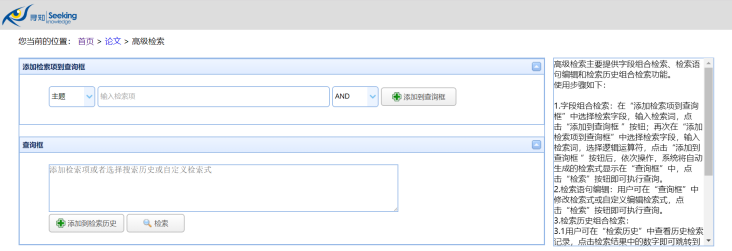 觅知 Seeking knowledge
您当前的位置： 首页 > 论文 > 高级检索
添加检索项到查询框
主题 输入检索项 AND 添加到查询框
查询框
添加检索项或者选择搜索历史或自定义检索式
添加到检索历史 检索
高级检索主要提供字段组合检索、检索语
句编辑和检索历史组合检索功能。
使用步骤如下：
1.字段组合检索：在“添加检索项到查询
框”中选择检索字段，输入检索词，点
击“添加到查询框 ”按钮；再次在“添加
检索项到查询框”中选择检索字段，输入
检索词，选择逻辑运算符，点击“添加到
查询框 ”按钮后，依次操作，系统将自动
生成的检索式显示在“查询框”中，点
击“检索”按钮即可执行查询。
2.检索语句编辑：用户可在“查询框”中
修改检索式或自定义编辑检索式，点
击“检索”按钮即可执行查询。
3.检索历史组合检索：
3.1用户可在“检索历史”中查看历史检索
记录，点击检索结果中的数字即可跳转到